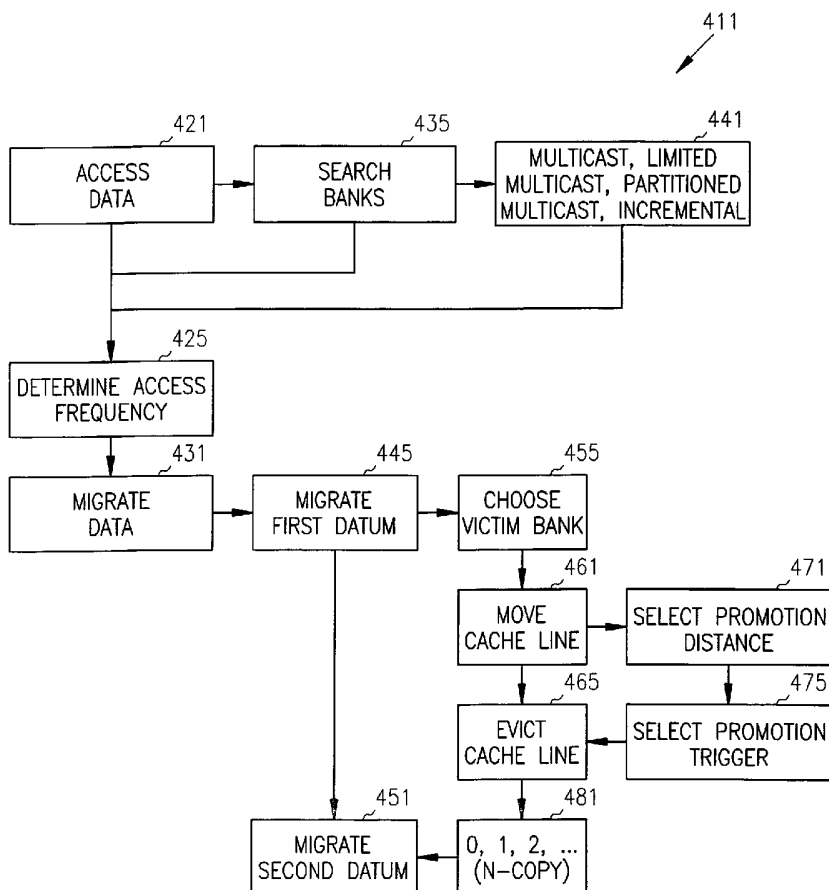 411
421
435
441
ACCESS
DATA
SEARCH
BANKS
MULTICAST, LIMITED
MULTICAST, PARTITIONED
MULTICAST, INCREMENTAL
425
DETERMINE ACCESS
FREQUENCY
431
445
455
MIGRATE
DATA
MIGRATE
FIRST DATUM
CHOOSE
VICTIM BANK
461
471
MOVE
CACHE LINE
SELECT PROMOTION
DISTANCE
465
475
EVICT
CACHE LINE
SELECT PROMOTION
TRIGGER
451
481
MIGRATE
SECOND DATUM
0, 1, 2, ...
(N-COPY)